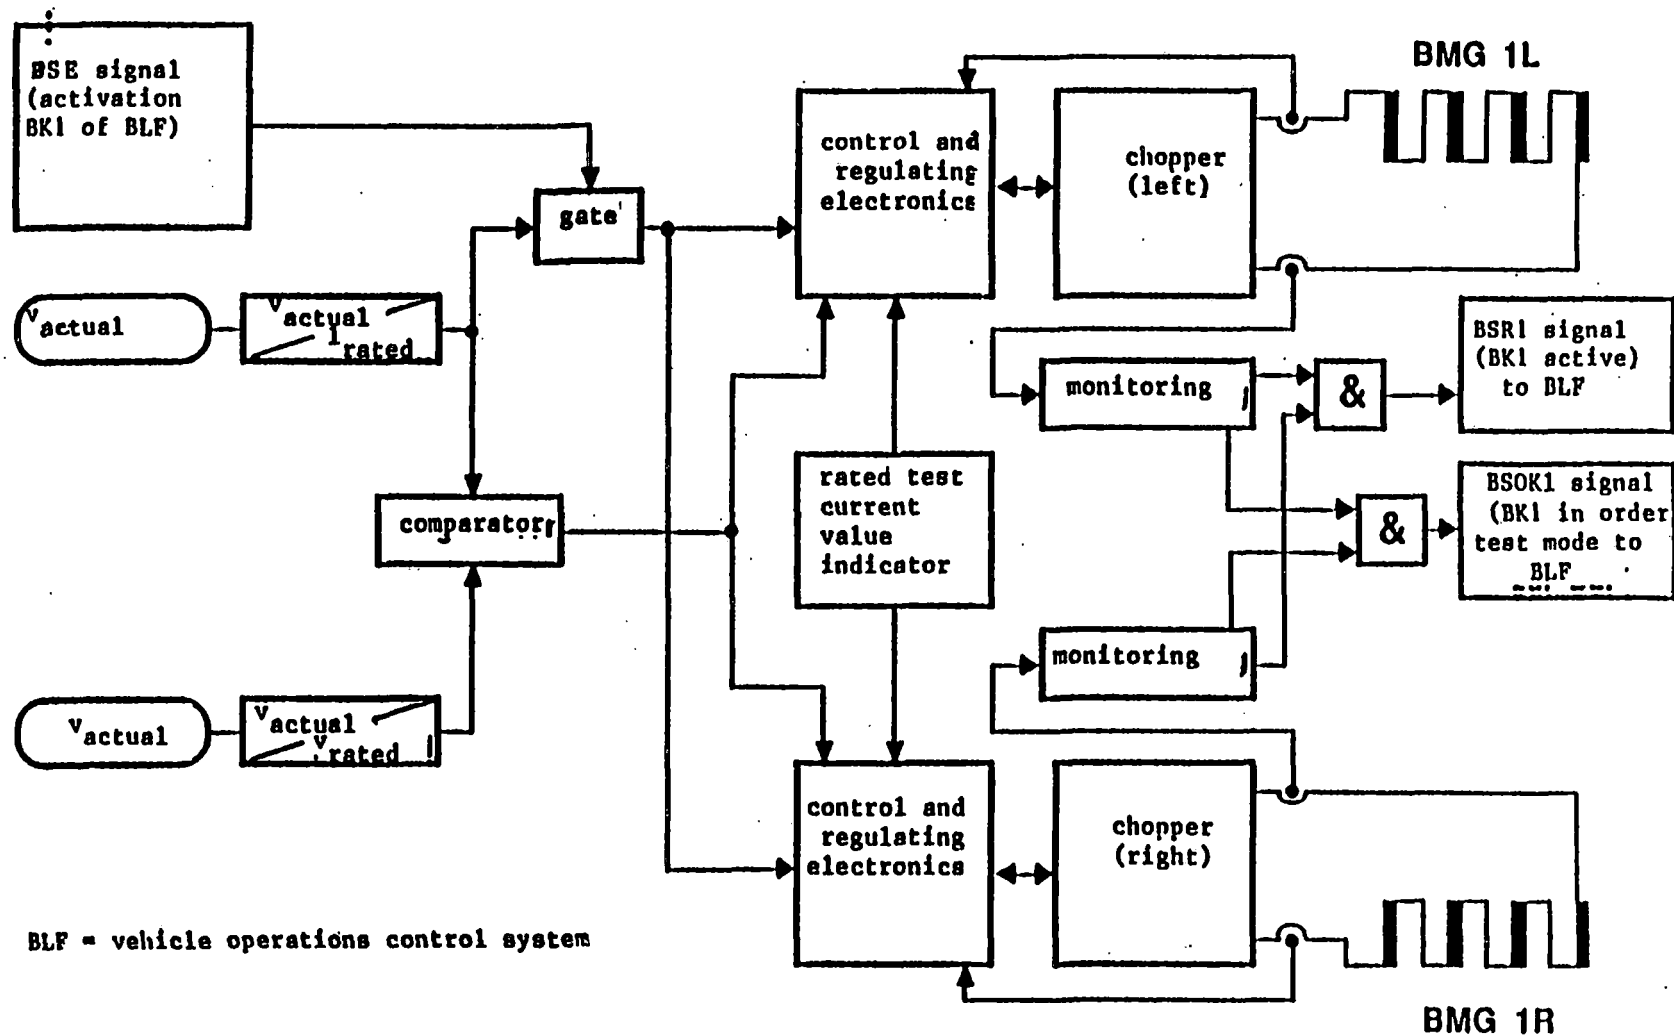 BSE signal
(activation
BK1 of BLF)
BMG 1L
control and
regulating
electronics
chopper
(left)
gate
v actual
v actual
I rated
BSR1 signal
(BK1 active)
to BLF
monitoring
&
rated test
current
value
indicator
comparator
BSOK1 signal
(BK1 in order
test mode to
BLF
&
monitoring
v actual
v actual
v rated
control and
regulating
electronics
chopper
(right)
BLF = vehicle operations control system
BMG 1R